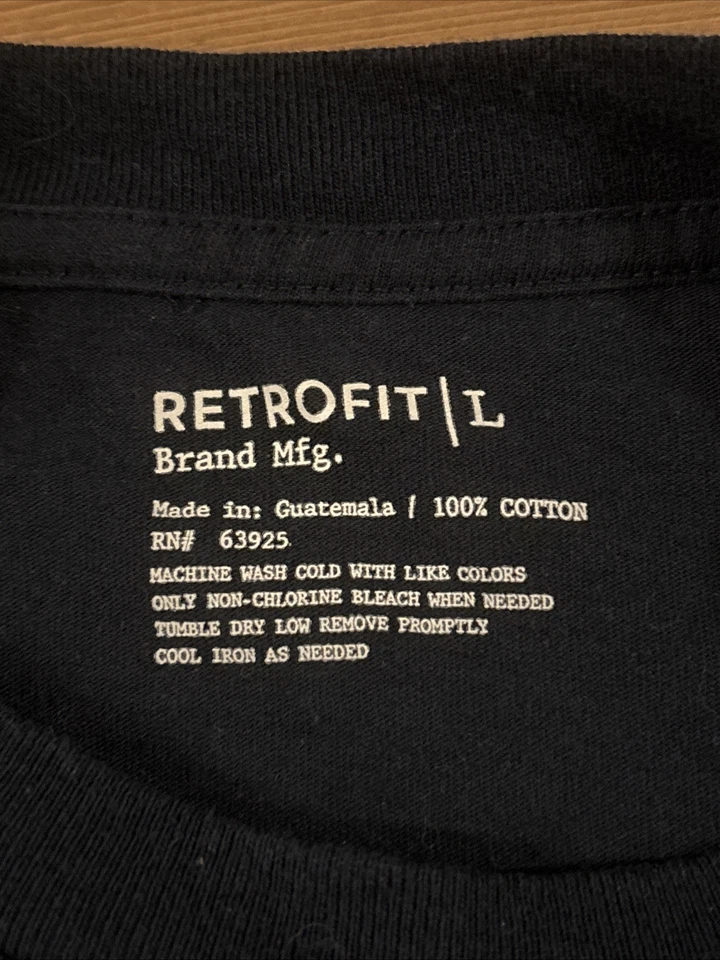 RETROFIT | L
Brand Mfg.
Made in: Guatemala / 100% COTTON
RN# 63925
MACHINE WASH COLD WITH LIKE COLORS
ONLY NON-CHLORINE BLEACH WHEN NEEDED
TUMBLE DRY LOW REMOVE PROMPTLY
COOL IRON AS NEEDED